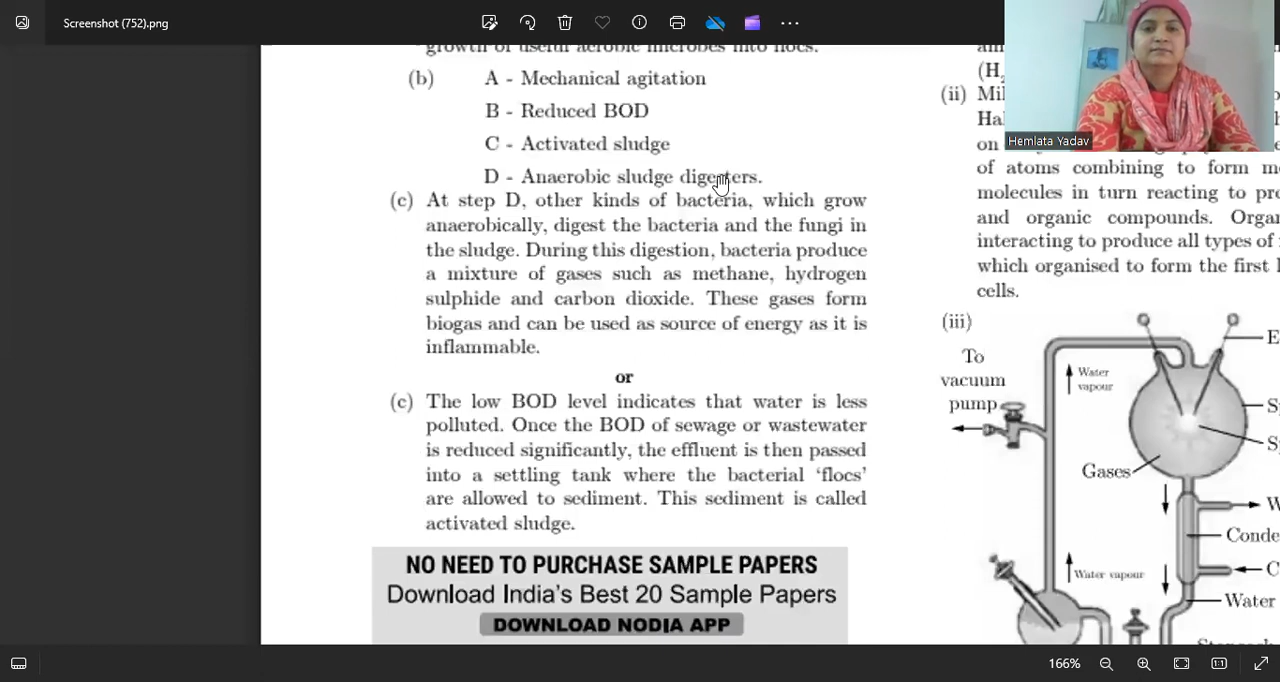 Screenshot (752).png
growth of useful aerobic microbes into flocs.
(b) A - Mechanical agitation
B - Reduced BOD
C - Activated sludge
D - Anaerobic sludge digesters.
(c) At step D, other kinds of bacteria, which grow
anaerobically, digest the bacteria and the fungi in
the sludge. During this digestion, bacteria produce
a mixture of gases such as methane, hydrogen
sulphide and carbon dioxide. These gases form
biogas and can be used as source of energy as it is
inflammable.
or
(c) The low BOD level indicates that water is less
polluted. Once the BOD of sewage or wastewater
is reduced significantly, the effluent is then passed
into a settling tank where the bacterial ‘flocs’
are allowed to sediment. This sediment is called
activated sludge.
NO NEED TO PURCHASE SAMPLE PAPERS
Download India's Best 20 Sample Papers
DOWNLOAD NODIA APP
(ii)
of atoms combining to form
molecules in turn reacting to
and organic compounds.
interacting to produce all types of
which organised to form the first
cells.
(iii)
To
vacuum
pump
Water
vapour
Gases
Water vapour
Water
Hemlata Yadav
166%